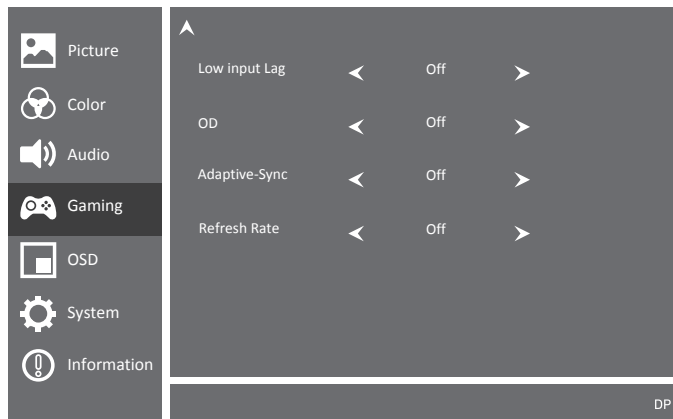 Picture
Color
Audio
Gaming
OSD
System
Information
Low input Lag Off
OD Off
Adaptive-Sync Off
Refresh Rate Off
DP